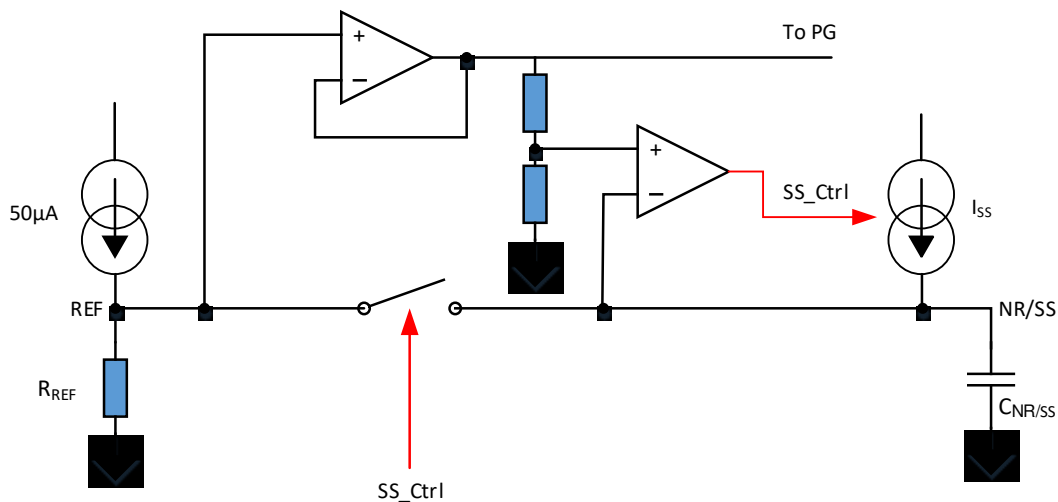 To PG
+
−
+
−
SS_Ctrl
50µA
I_SS
REF
NR/SS
R_REF
C_NR/SS
SS_Ctrl